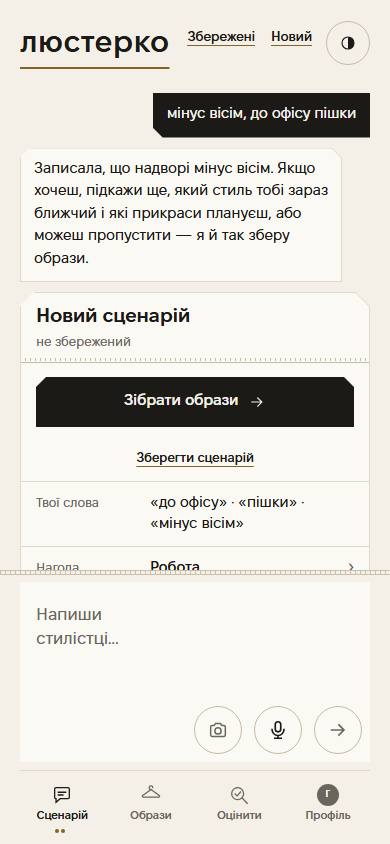 люстерко
Збережені Новий
мінус вісім, до офісу пішки
Записала, що надворі мінус вісім. Якщо
хочеш, підкажи ще, який стиль тобі зараз
ближчий і які прикраси плануєш, або
можеш пропустити — я й так зберу
образи.
Новий сценарій
не збережений
Зібрати образи →
Зберегти сценарій
Твої слова «до офісу» · «пішки» ·
«мінус вісім»
Нагода Робота ›
Напиши
стилістці…
Сценарій Образи Оцінити Г Профіль